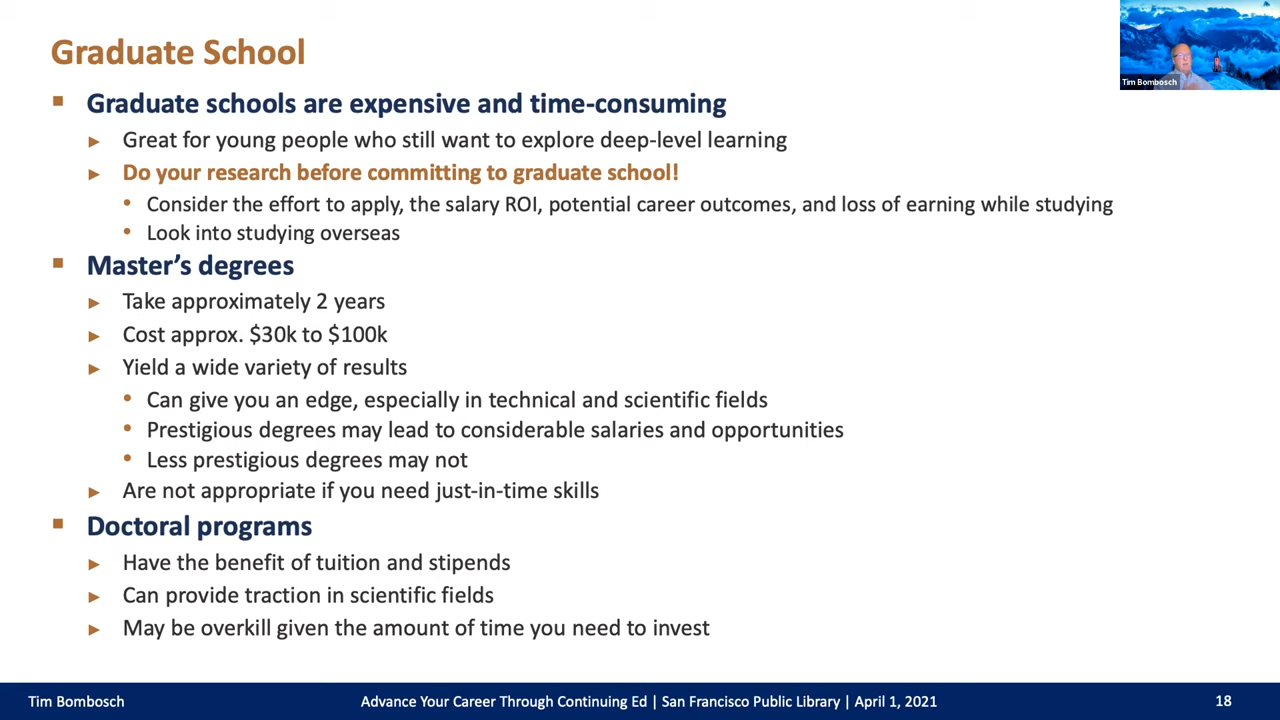 Graduate School
Tim Bombosch
▪ Graduate schools are expensive and time-consuming
► Great for young people who still want to explore deep-level learning
► Do your research before committing to graduate school!
• Consider the effort to apply, the salary ROI, potential career outcomes, and loss of earning while studying
• Look into studying overseas
▪ Master’s degrees
► Take approximately 2 years
► Cost approx. $30k to $100k
► Yield a wide variety of results
• Can give you an edge, especially in technical and scientific fields
• Prestigious degrees may lead to considerable salaries and opportunities
• Less prestigious degrees may not
► Are not appropriate if you need just-in-time skills
▪ Doctoral programs
► Have the benefit of tuition and stipends
► Can provide traction in scientific fields
► May be overkill given the amount of time you need to invest
Tim Bombosch Advance Your Career Through Continuing Ed | San Francisco Public Library | April 1, 2021 18